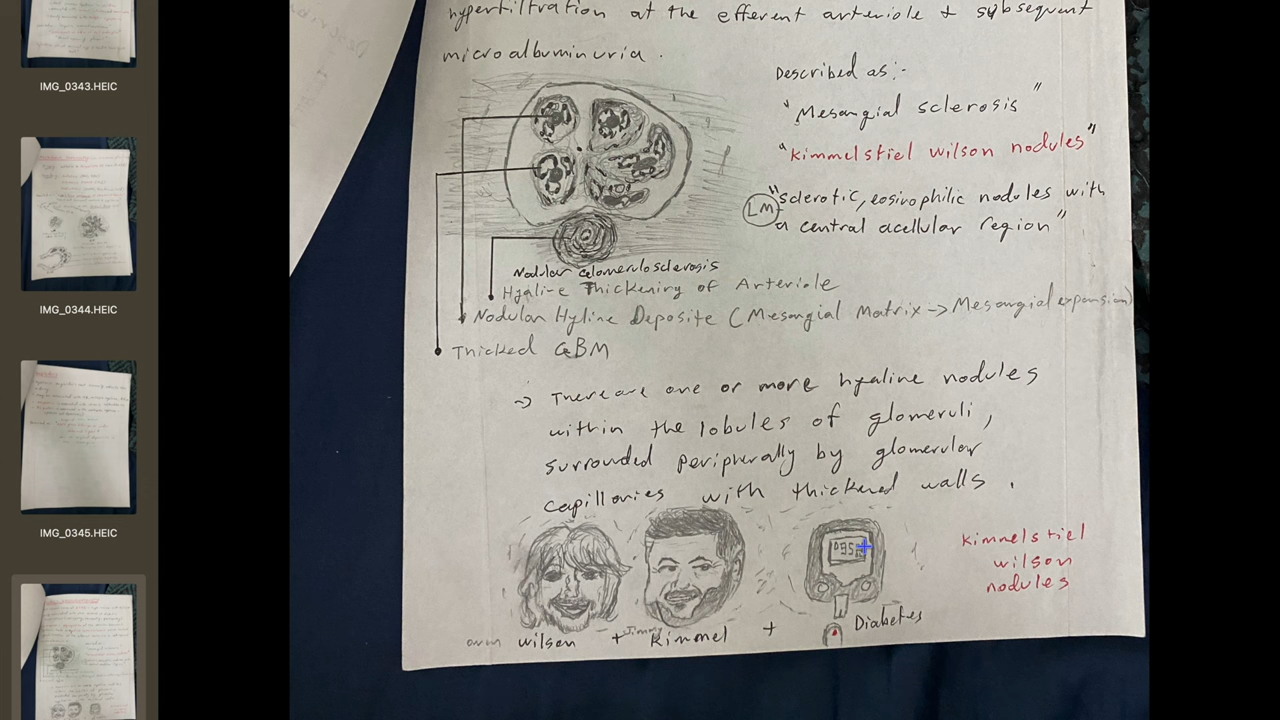 IMG_0343.HEIC
IMG_0344.HEIC
IMG_0345.HEIC
hyperfiltration at the efferent arteriole + subsequent
microalbuminuria.
Described as:-
"Mesangial sclerosis"
"kimmelstiel wilson nodules"
LM "sclerotic, eosinophilic nodules with
a central acellular region"
Nodular Glomerulosclerosis
Hyaline Thickening of Arteriole
Nodular Hyline Deposite (Mesangial Matrix -> Mesangial expansion)
Thicked GBM
-> There are one or more hyaline nodules
within the lobules of glomeruli,
surrounded peripherally by glomerular
capillaries with thickened walls.
owen wilson + Jimmy Kimmel + Diabetes
kimmelstiel
wilson
nodules